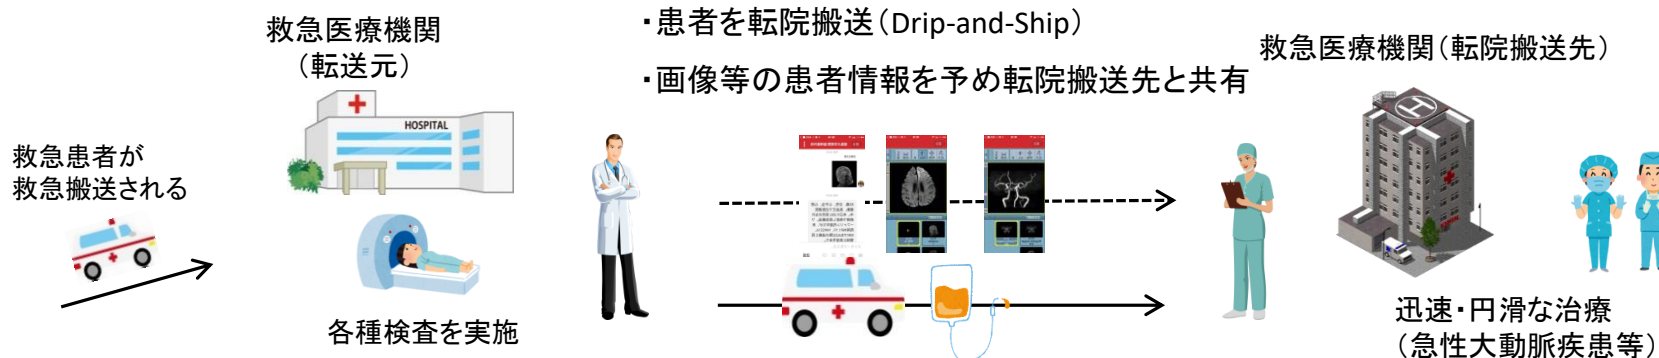 救急医療機関
（転送元）
・患者を転院搬送（Drip-and-Ship）
・画像等の患者情報を予め転院搬送先と共有
救急医療機関（転院搬送先）
HOSPITAL
救急患者が
救急搬送される
各種検査を実施
H
迅速・円滑な治療
（急性大動脈疾患等）